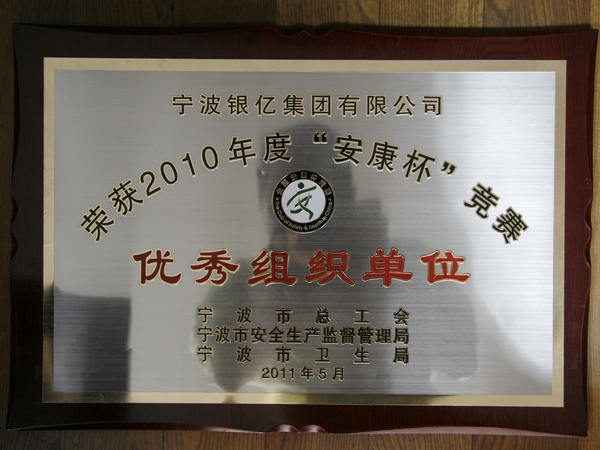 宁波银亿集团有限公司
荣获2010年度“安康杯”竞赛
优秀组织单位
宁波市总工会
宁波市安全生产监督管理局
宁波市卫生局
2011年5月